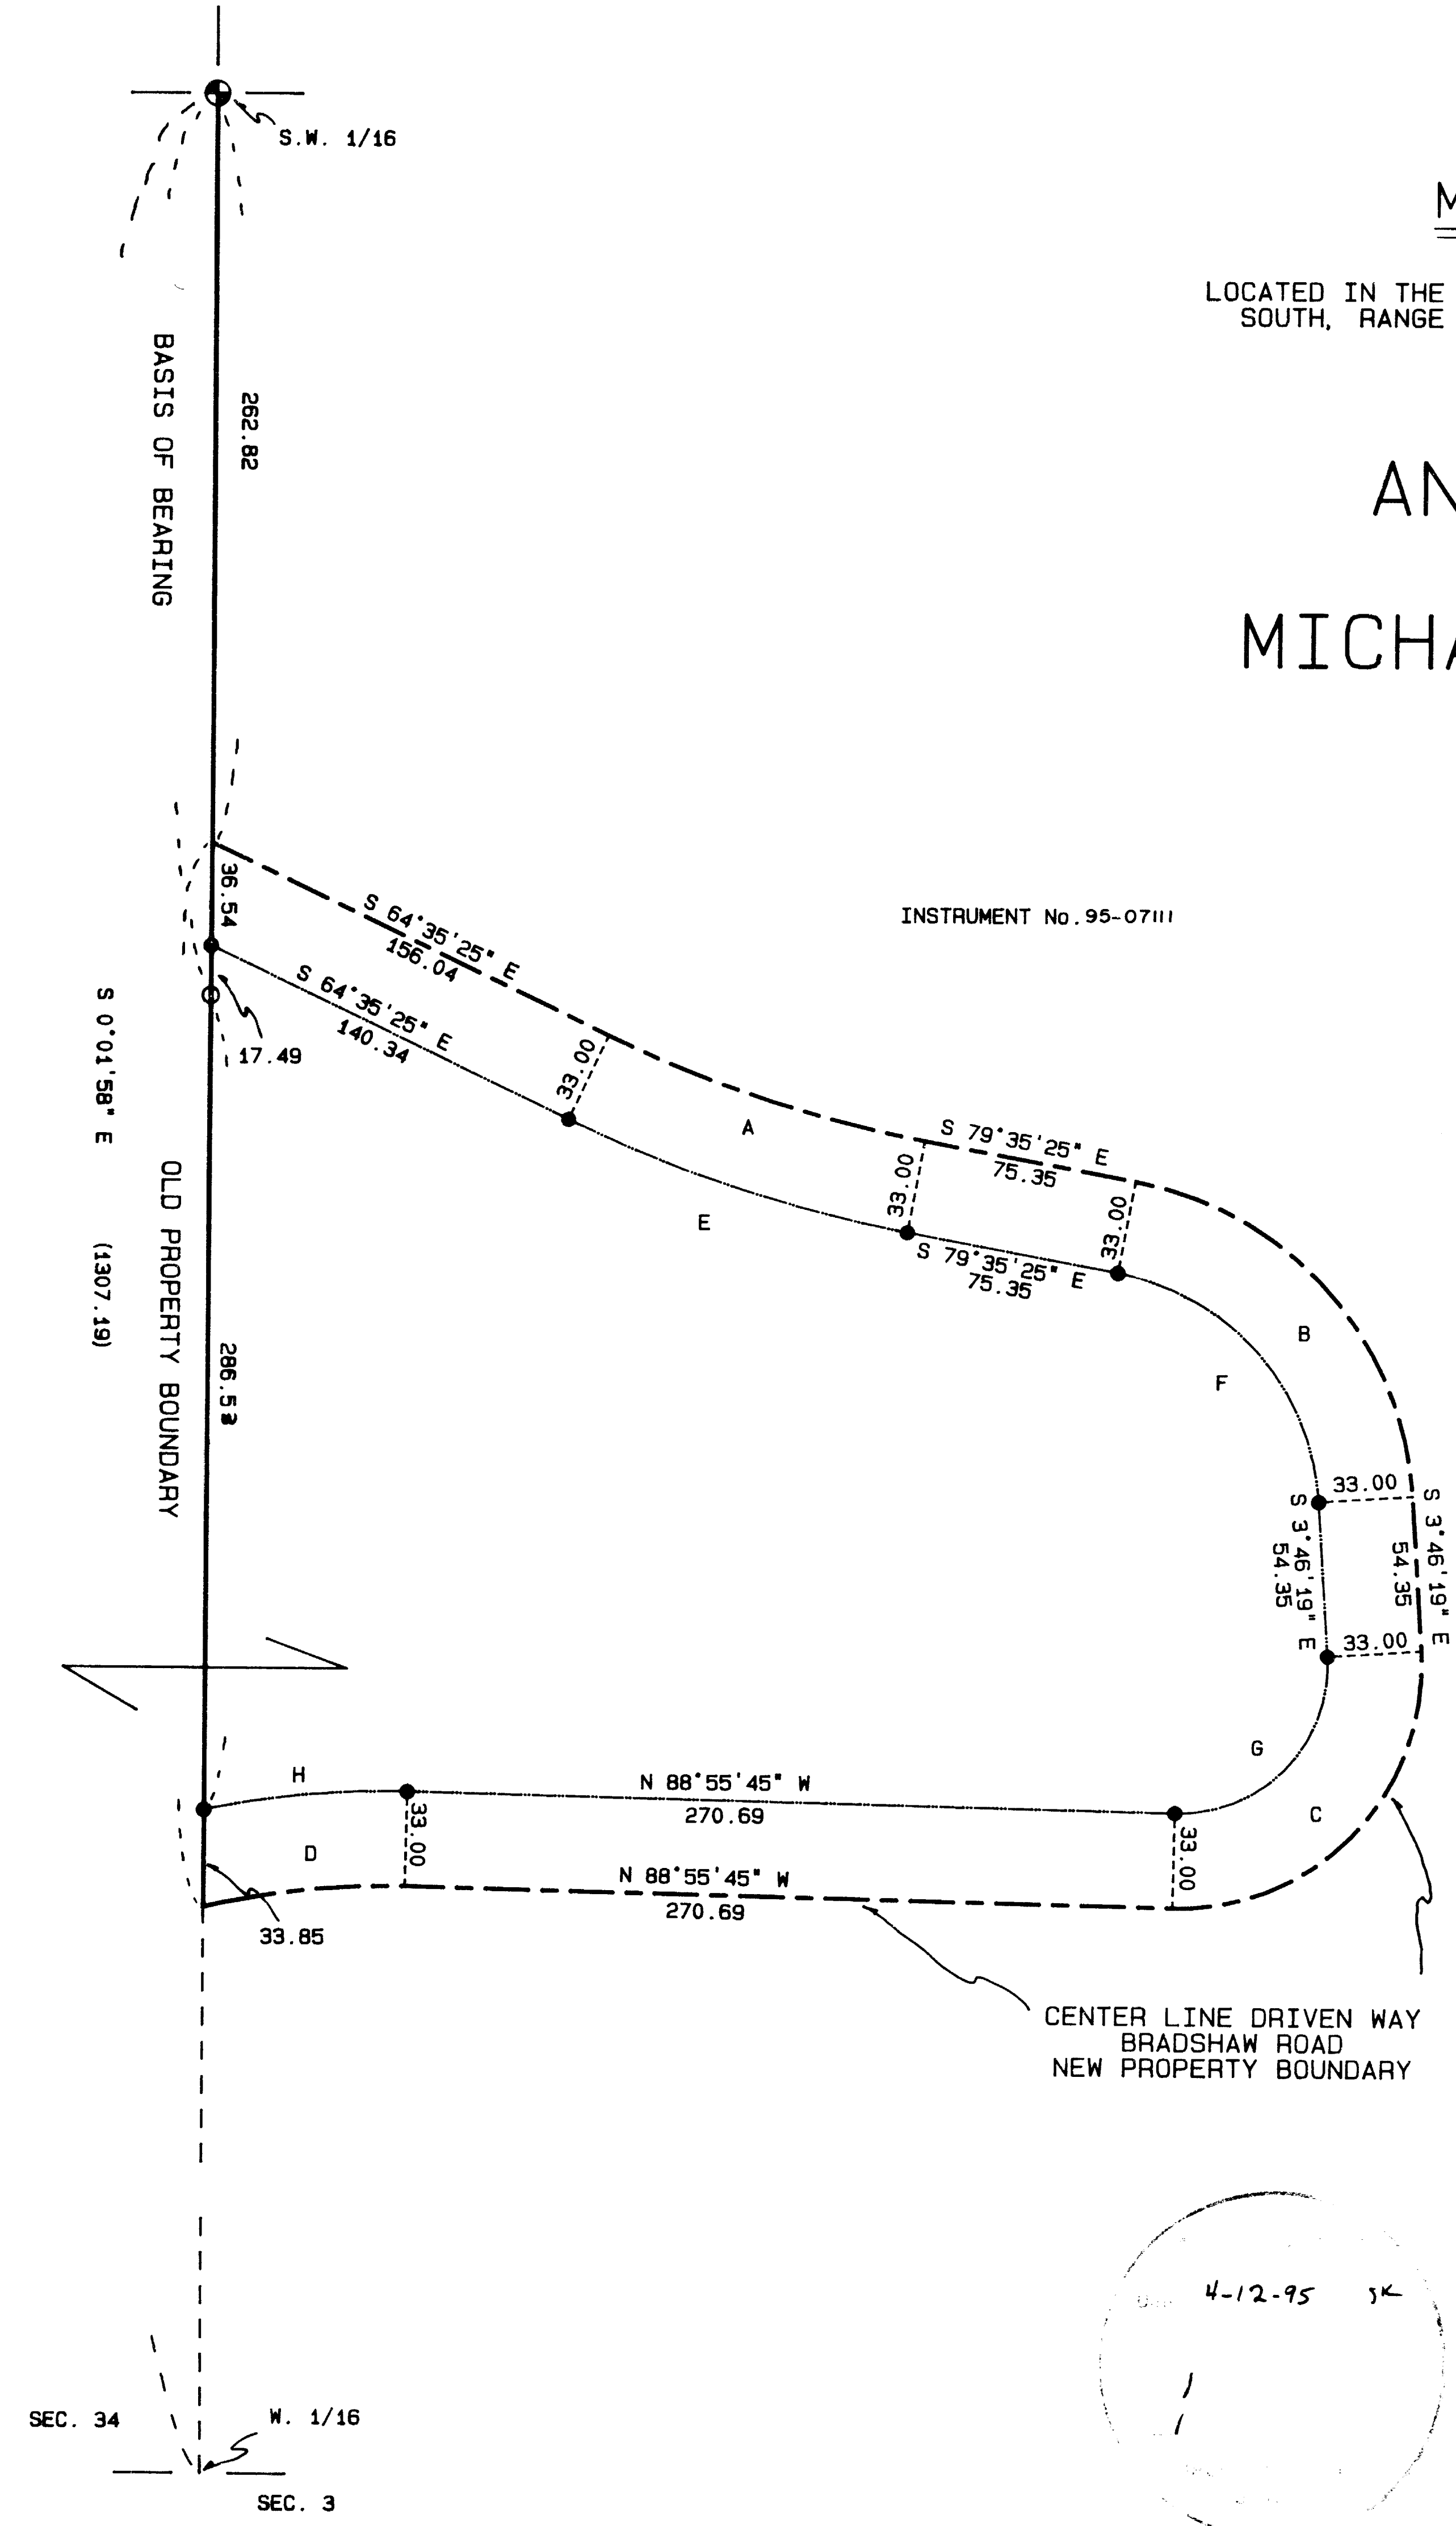 S.W. 1/16
M
LOCATED IN THE
SOUTH, RANGE
BASIS OF BEARING
262.82
AN
MICHA
36.54
S 64°35'25" E
156.04
INSTRUMENT No. 95-07111
S 64°35'25" E
140.34
17.49
33.00
A
S 79°35'25" E
75.35
33.00
33.00
E
S 79°35'25" E
75.35
S 0°01'58" E (1307.19)
OLD PROPERTY BOUNDARY
B
F
33.00
S 3°46'19" E
54.35
S 3°46'19" E
54.35
33.00
G
H
N 88°55'45" W
270.69
33.00
33.00
C
D
N 88°55'45" W
270.69
33.85
CENTER LINE DRIVEN WAY
BRADSHAW ROAD
NEW PROPERTY BOUNDARY
4-12-95 JK
SEC. 34
W. 1/16
SEC. 3